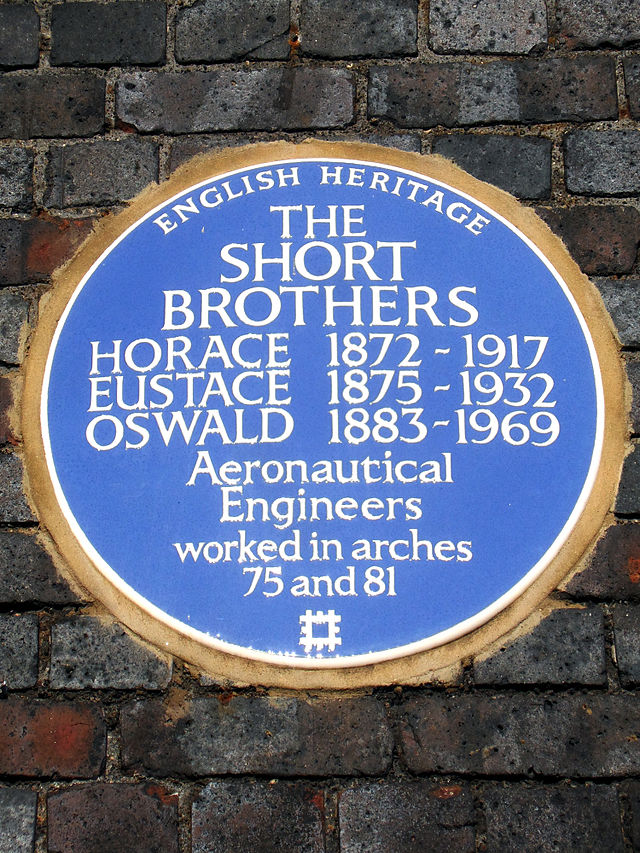 ENGLISH HERITAGE
THE
SHORT
BROTHERS
HORACE 1872 - 1917
EUSTACE 1875 - 1932
OSWALD 1883 - 1969
Aeronautical
Engineers
worked in arches
75 and 81